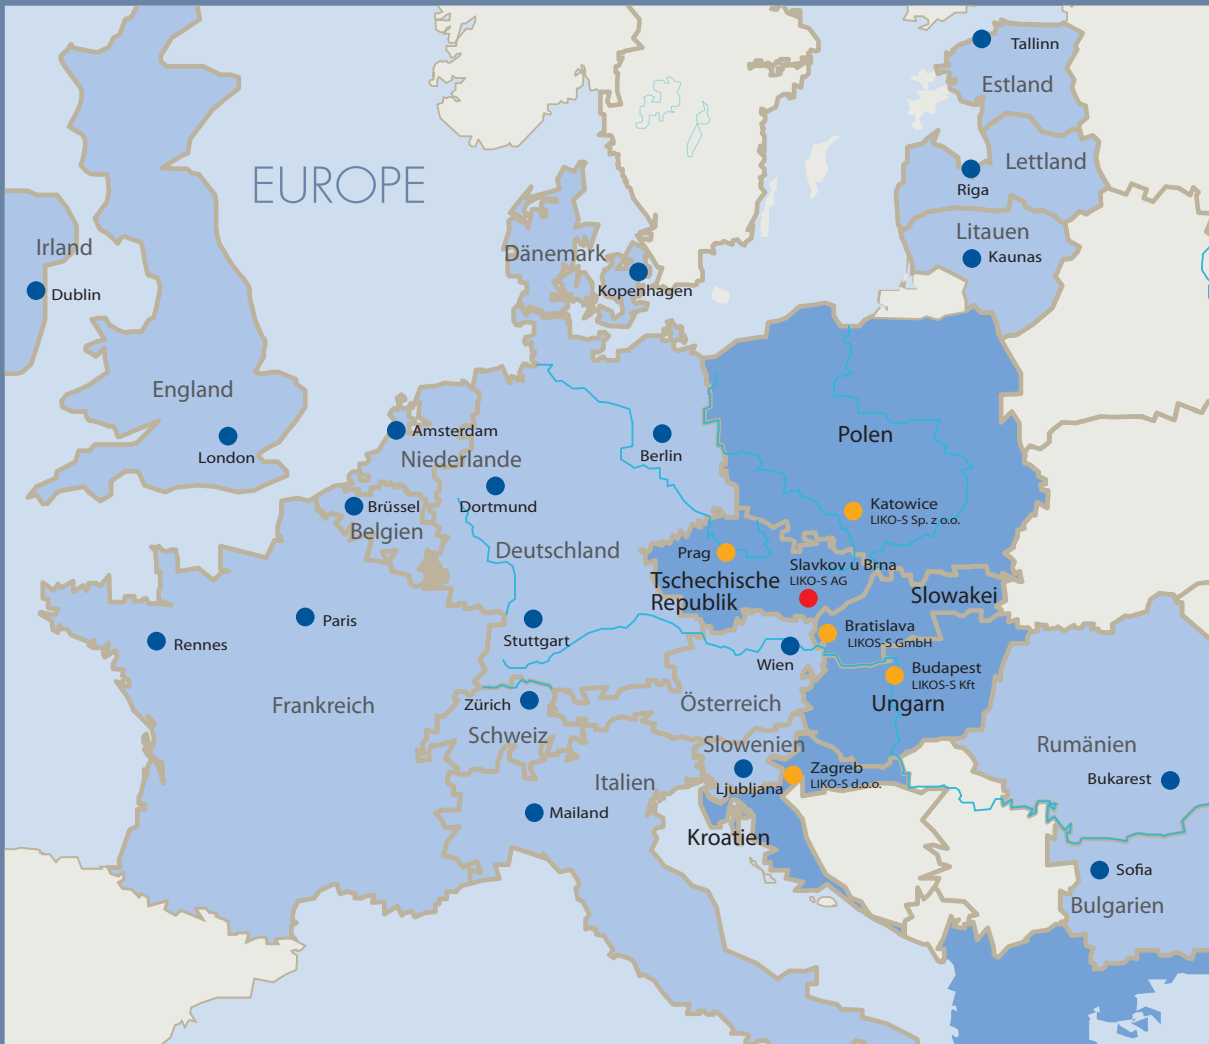 Tallinn
Estland
EUROPE
Lettland
Riga
Irland
Litauen
Dänemark
Kaunas
Dublin
Kopenhagen
England
Amsterdam
Polen
London
Niederlande
Berlin
Brüssel
Dortmund
Katowice
LIKO-S Sp. z o.o.
Belgien
Deutschland
Prag
Slavkov u Brna
LIKO-S AG
Tschechische
Republik
Slowakei
Paris
Rennes
Stuttgart
Bratislava
LIKOS-S GmbH
Wien
Budapest
LIKOS-S Kft
Zürich
Österreich
Ungarn
Frankreich
Schweiz
Slowenien
Rumänien
Italien
Zagreb
LIKO-S d.o.o.
Bukarest
Ljubljana
Mailand
Kroatien
Sofia
Bulgarien